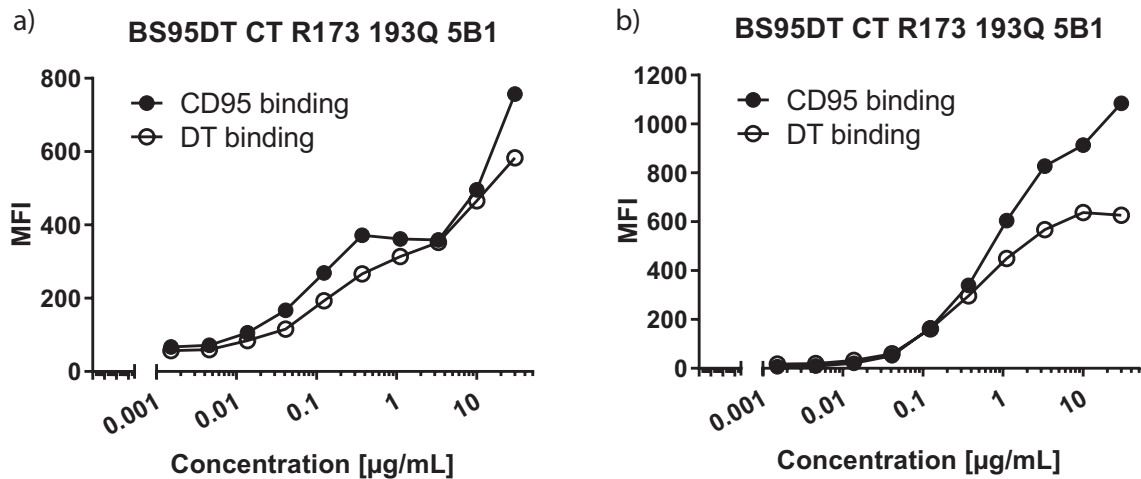 a)
BS95DT CT R173 193Q 5B1
800
600
400
200
0
MFI
CD95 binding
DT binding
0.001
0.01
0.1
1
10
Concentration [µg/mL]
b)
BS95DT CT R173 193Q 5B1
1200
1000
800
600
400
200
0
MFI
CD95 binding
DT binding
0.001
0.01
0.1
1
10
Concentration [µg/mL]